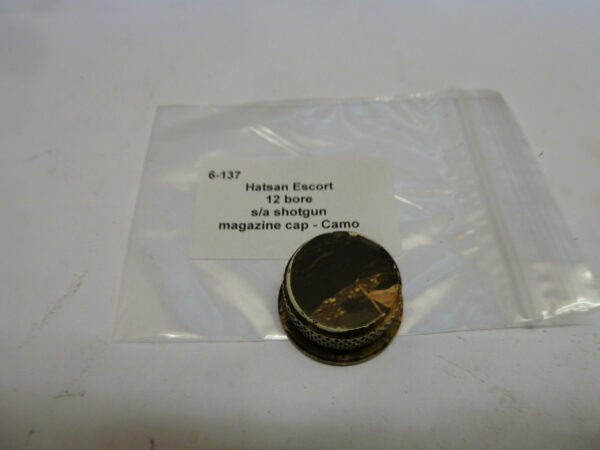 6-137
Hatsan Escort
12 bore
s/a shotgun
magazine cap - Camo